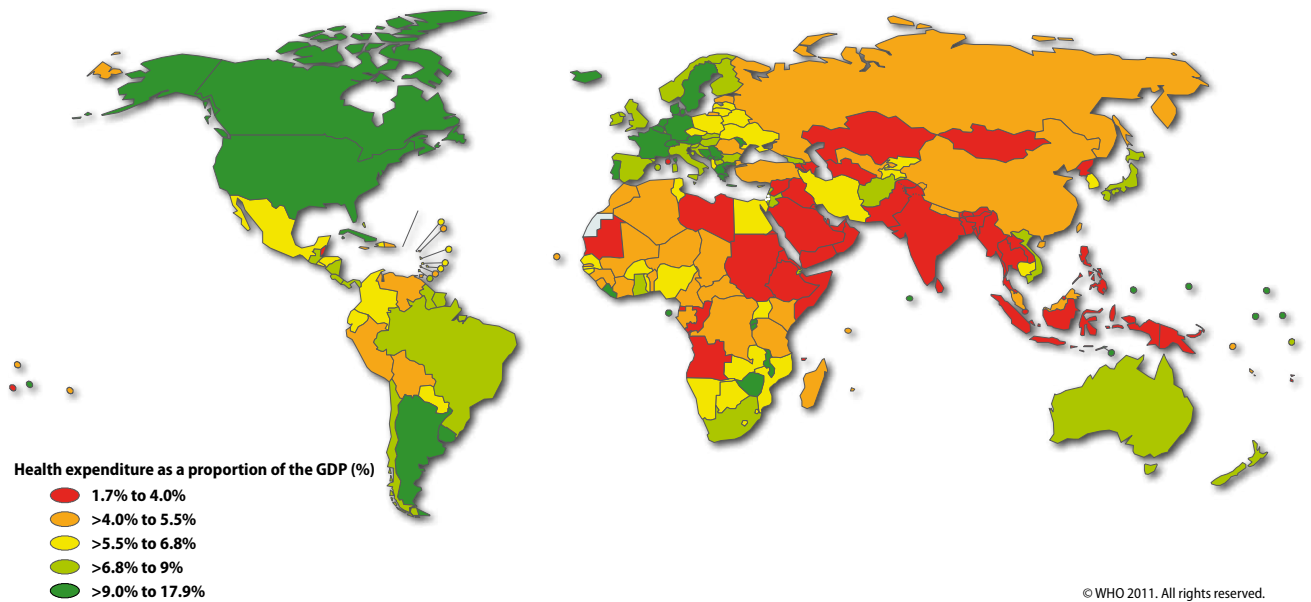 Health expenditure as a proportion of the GDP (%)
1.7% to 4.0%
>4.0% to 5.5%
>5.5% to 6.8%
>6.8% to 9%
>9.0% to 17.9%
© WHO 2011. All rights reserved.